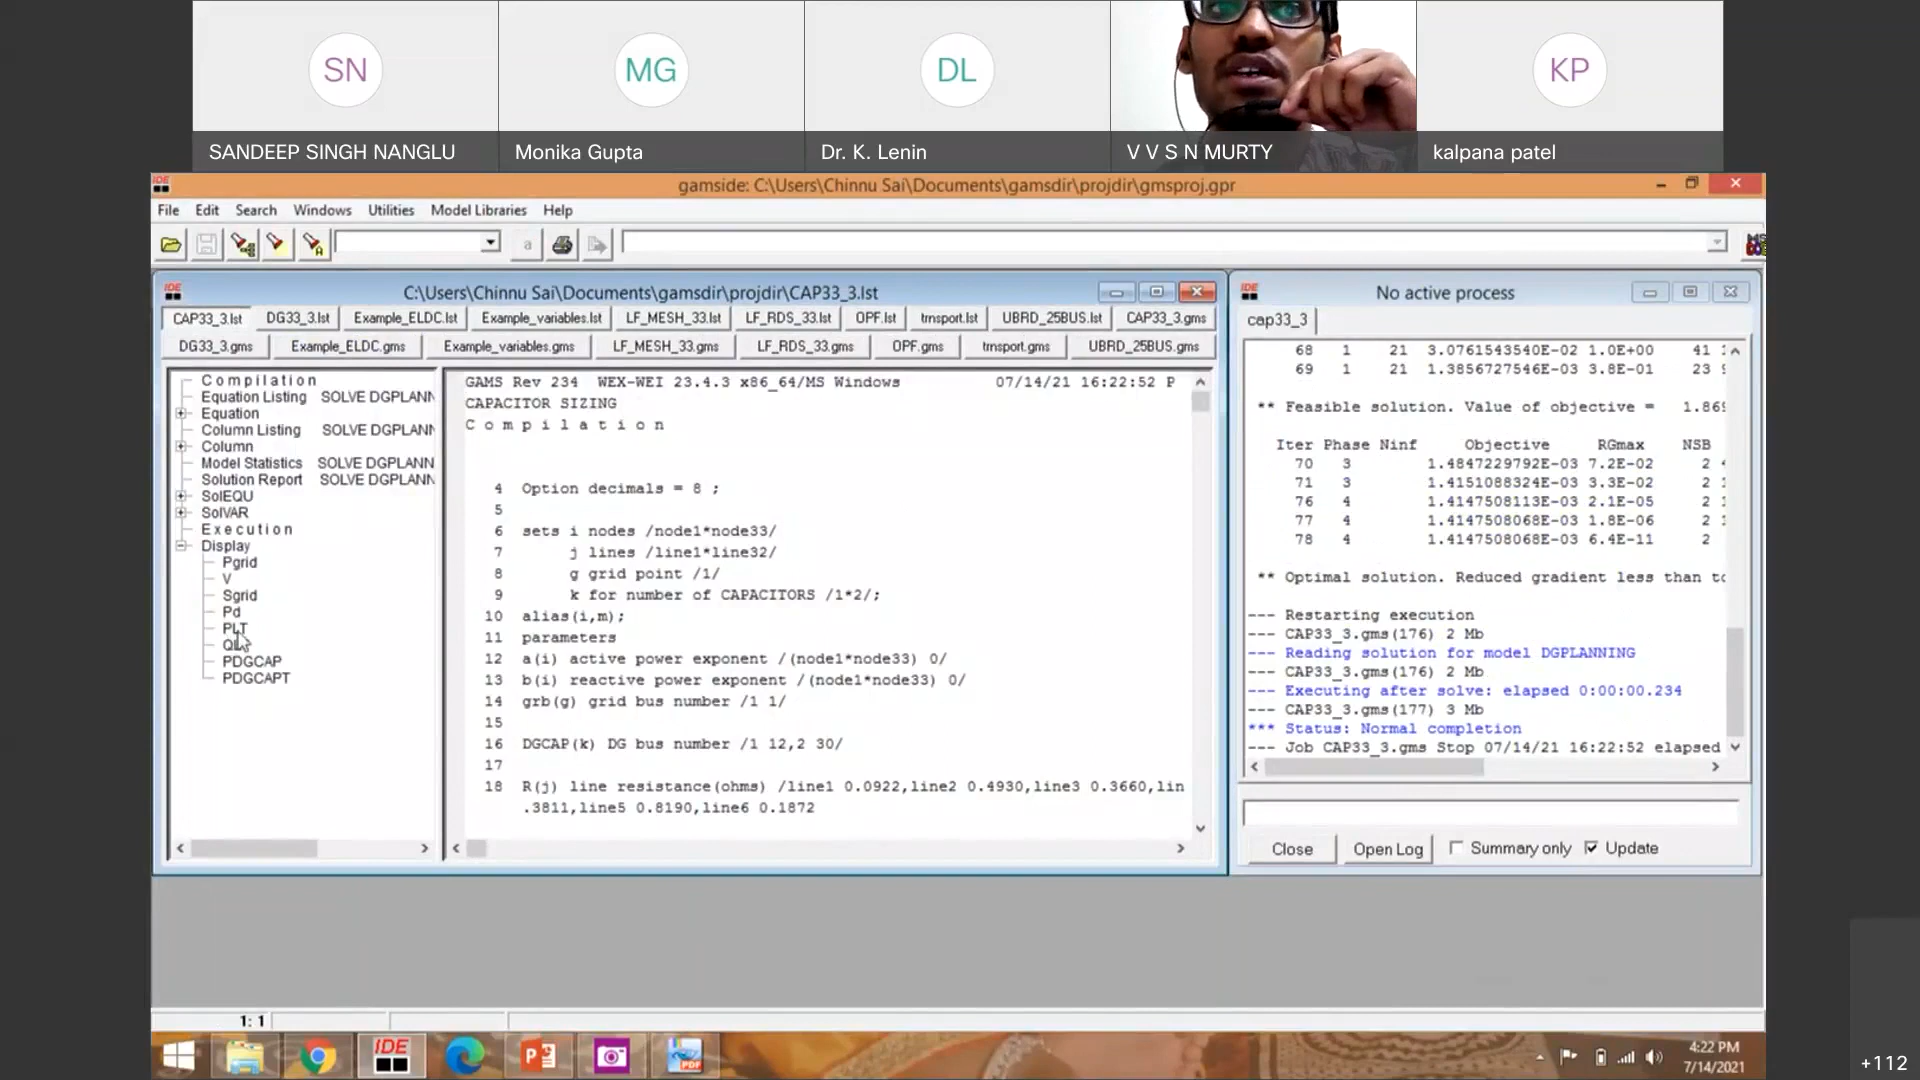 SN
MG
DL
KP
SANDEEP SINGH NANGLU
Monika Gupta
Dr. K. Lenin
V V S N MURTY
kalpana patel
IDE
gamside: C:\Users\Chinnu Sai\Documents\gamsdir\projdir\gmsproj.gpr
File Edit Search Windows Utilities Model Libraries Help
a
IDE
C:\Users\Chinnu Sai\Documents\gamsdir\projdir\CAP33_3.lst
CAP33_3.lst DG33_3.lst Example_ELDC.lst Example_variables.lst LF_MESH_33.lst LF_RDS_33.lst OPF.lst trnsport.lst UBRD_25BUS.lst CAP33_3.gms
DG33_3.gms Example_ELDC.gms Example_variables.gms LF_MESH_33.gms LF_RDS_33.gms OPF.gms trnsport.gms UBRD_25BUS.gms
Compilation
Equation Listing SOLVE DGPLANN
Equation
Column Listing SOLVE DGPLANN
Column
Model Statistics SOLVE DGPLANN
Solution Report SOLVE DGPLANN
SolEQU
SolVAR
Execution
Display
Pgrid
V
Sgrid
Pd
PLT
PDGCAP
PDGCAPT
GAMS Rev 234 WEX-WEI 23.4.3 x86_64/MS Windows 07/14/21 16:22:52 P
CAPACITOR SIZING
C o m p i l a t i o n
4 Option decimals = 8 ;
5
6 sets i nodes /node1*node33/
7 j lines /line1*line32/
8 g grid point /1/
9 k for number of CAPACITORS /1*2/;
10 alias(i,m);
11 parameters
12 a(i) active power exponent /(node1*node33) 0/
13 b(i) reactive power exponent /(node1*node33) 0/
14 grb(g) grid bus number /1 1/
15
16 DGCAP(k) DG bus number /1 12,2 30/
17
18 R(j) line resistance(ohms) /line1 0.0922,line2 0.4930,line3 0.3660,lin
.3811,line5 0.8190,line6 0.1872
IDE
No active process
cap33_3
68 1 21 3.0761543540E-02 1.0E+00 41
69 1 21 1.3856727546E-03 3.8E-01 23
** Feasible solution. Value of objective = 1.869
Iter Phase Ninf Objective RGmax NSB
70 3 1.4847229792E-03 7.2E-02 2
71 3 1.4151088324E-03 3.3E-02 2
76 4 1.4147508113E-03 2.1E-05 2
77 4 1.4147508068E-03 1.8E-06 2
78 4 1.4147508068E-03 6.4E-11 2
** Optimal solution. Reduced gradient less than to
--- Restarting execution
--- CAP33_3.gms(176) 2 Mb
--- Reading solution for model DGPLANNING
--- CAP33_3.gms(176) 2 Mb
--- Executing after solve: elapsed 0:00:00.234
--- CAP33_3.gms(177) 3 Mb
*** Status: Normal completion
--- Job CAP33_3.gms Stop 07/14/21 16:22:52 elapsed
Close Open Log Summary only Update
1: 1
IDE
PDF
4:22 PM
7/14/2021
+112